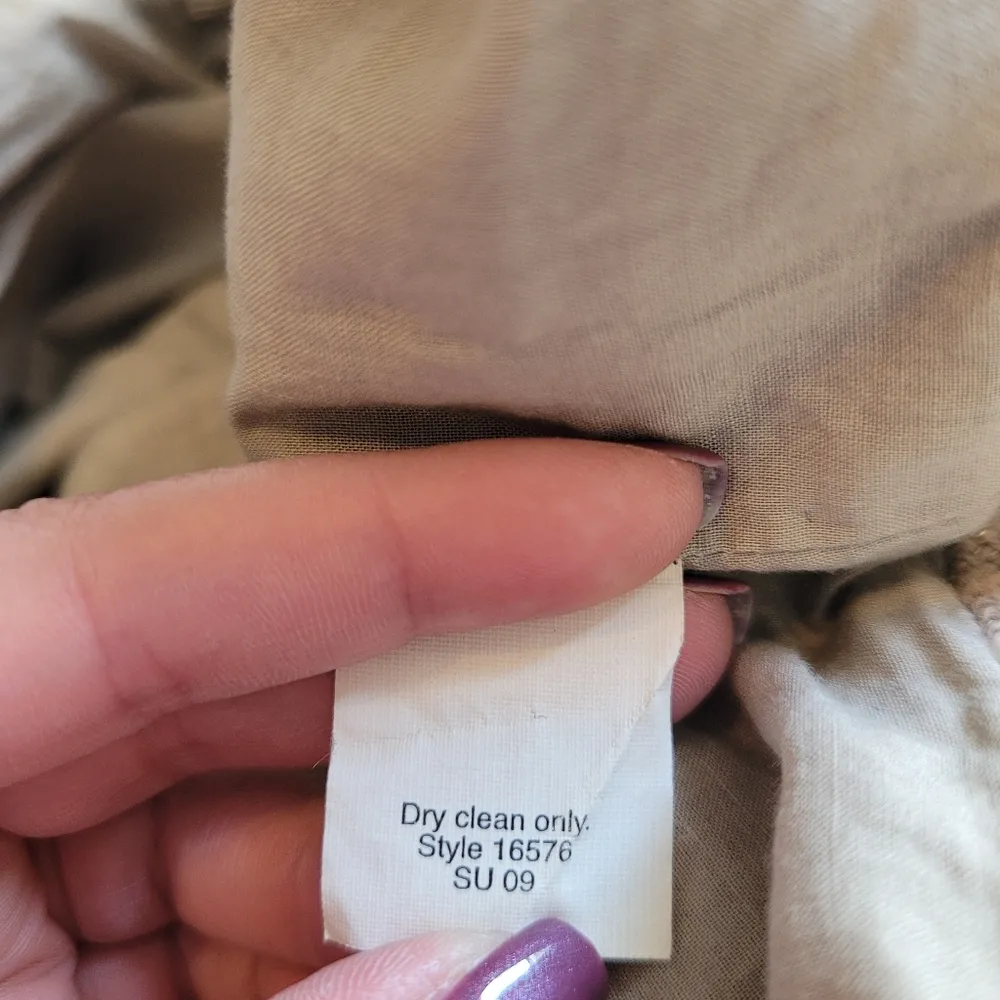 Dry clean only.
Style 16576
SU 09